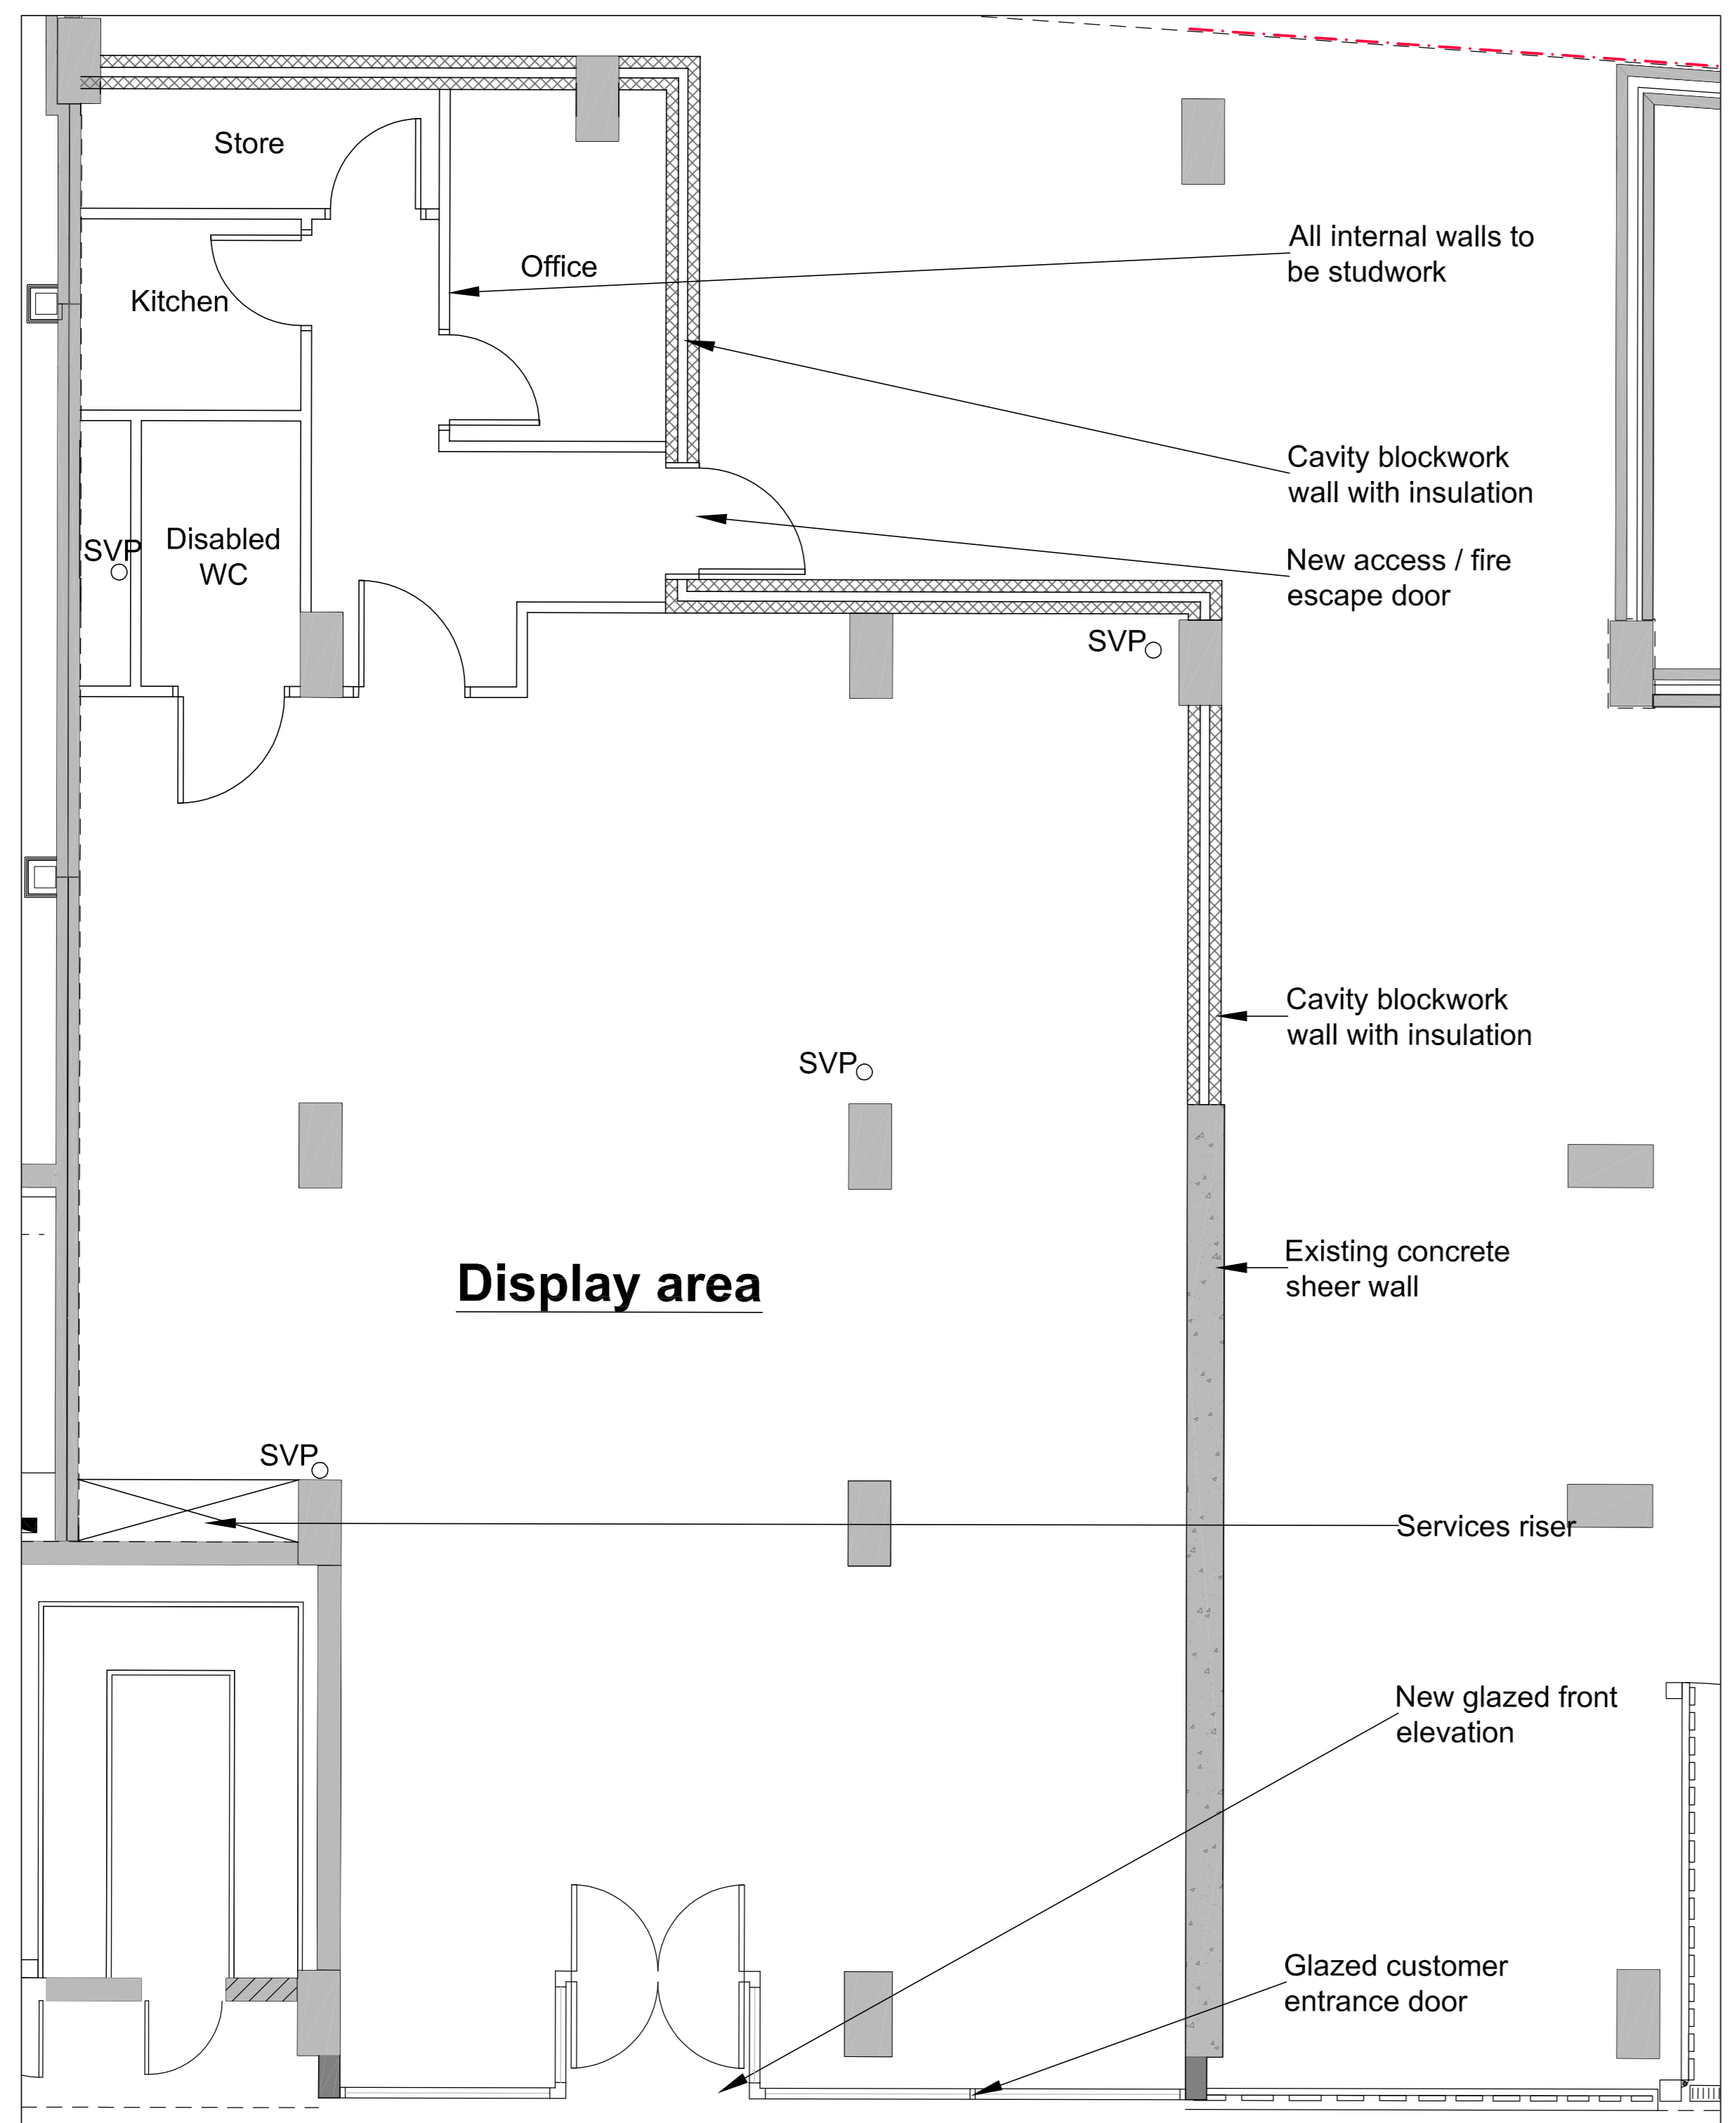 Store
All internal walls to
be studwork
Office
Kitchen
Cavity blockwork
wall with insulation
SVP
Disabled
WC
New access / fire
escape door
SVP
Cavity blockwork
wall with insulation
SVP
Display area
Existing concrete
sheer wall
SVP
Services riser
New glazed front
elevation
Glazed customer
entrance door